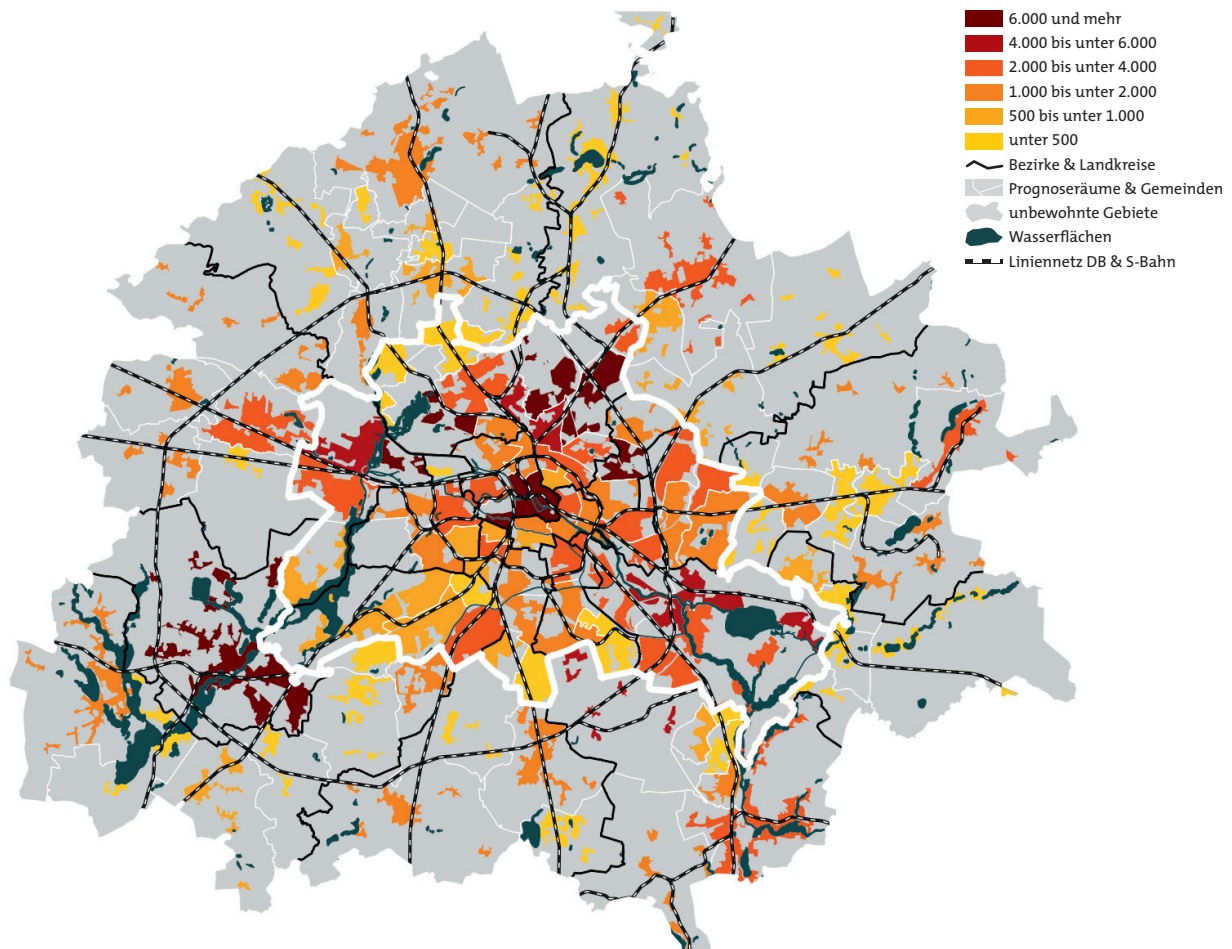 6.000 und mehr
4.000 bis unter 6.000
2.000 bis unter 4.000
1.000 bis unter 2.000
500 bis unter 1.000
unter 500
Bezirke & Landkreise
Prognoseräume & Gemeinden
unbewohnte Gebiete
Wasserflächen
Liniennetz DB & S-Bahn